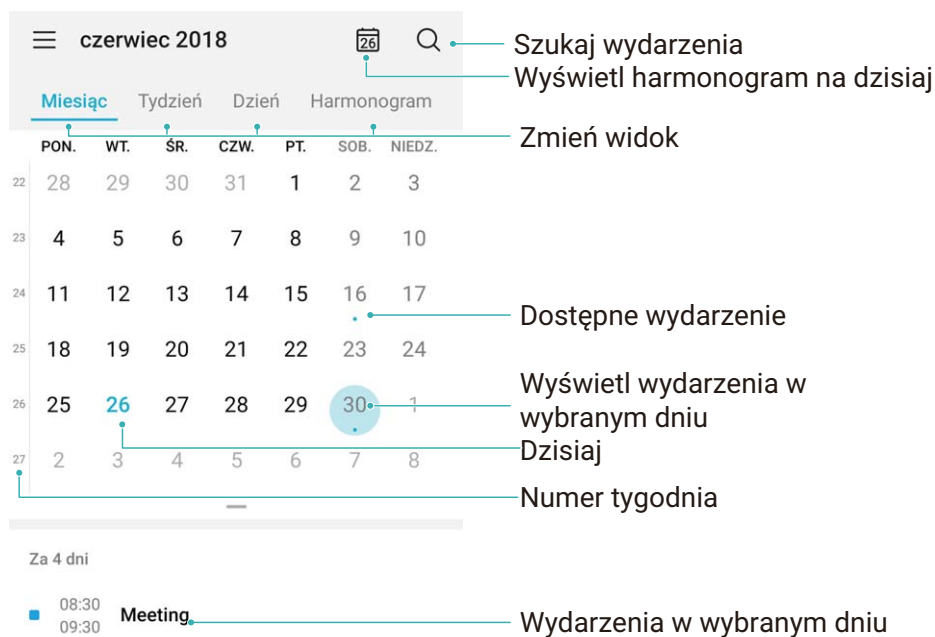 czerwiec 2018 26
Szukaj wydarzenia
Wyświetl harmonogram na dzisiaj
Miesiąc Tydzień Dzień Harmonogram
Zmień widok
PON. WT. ŚR. CZW. PT. SOB. NIEDZ.
22 28 29 30 31 1 2 3
23 4 5 6 7 8 9 10
24 11 12 13 14 15 16 17
Dostępne wydarzenie
25 18 19 20 21 22 23 24
Wyświetl wydarzenia w
wybranym dniu
26 25 26 27 28 29 30 1
Dzisiaj
27 2 3 4 5 6 7 8
Numer tygodnia
Za 4 dni
08:30
09:30
Meeting
Wydarzenia w wybranym dniu